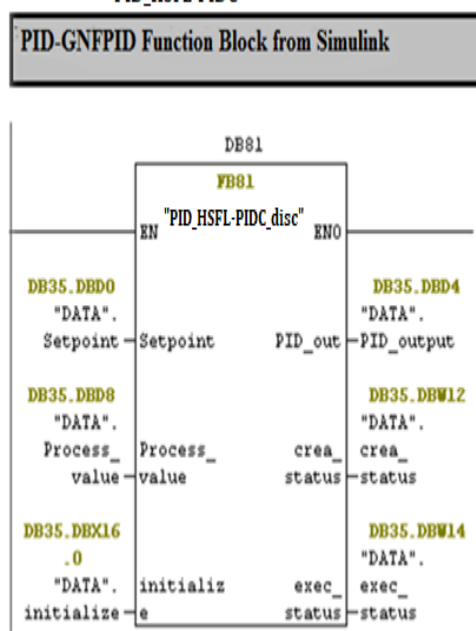 PID_HSFL-PIDC
PID-GNFPID Function Block from Simulink
DB81
FB81
"PID_HSFL-PIDC_disc"
EN ENO
DB35.DBD0 DB35.DBD4
"DATA". "DATA".
Setpoint Setpoint PID_out PID_output
DB35.DBD8 DB35.DBW12
"DATA". "DATA".
Process_ Process_ crea_ crea_
value value status status
DB35.DBX16 DB35.DBW14
.0 "DATA".
"DATA". initializ exec_ exec_
initialize e status status